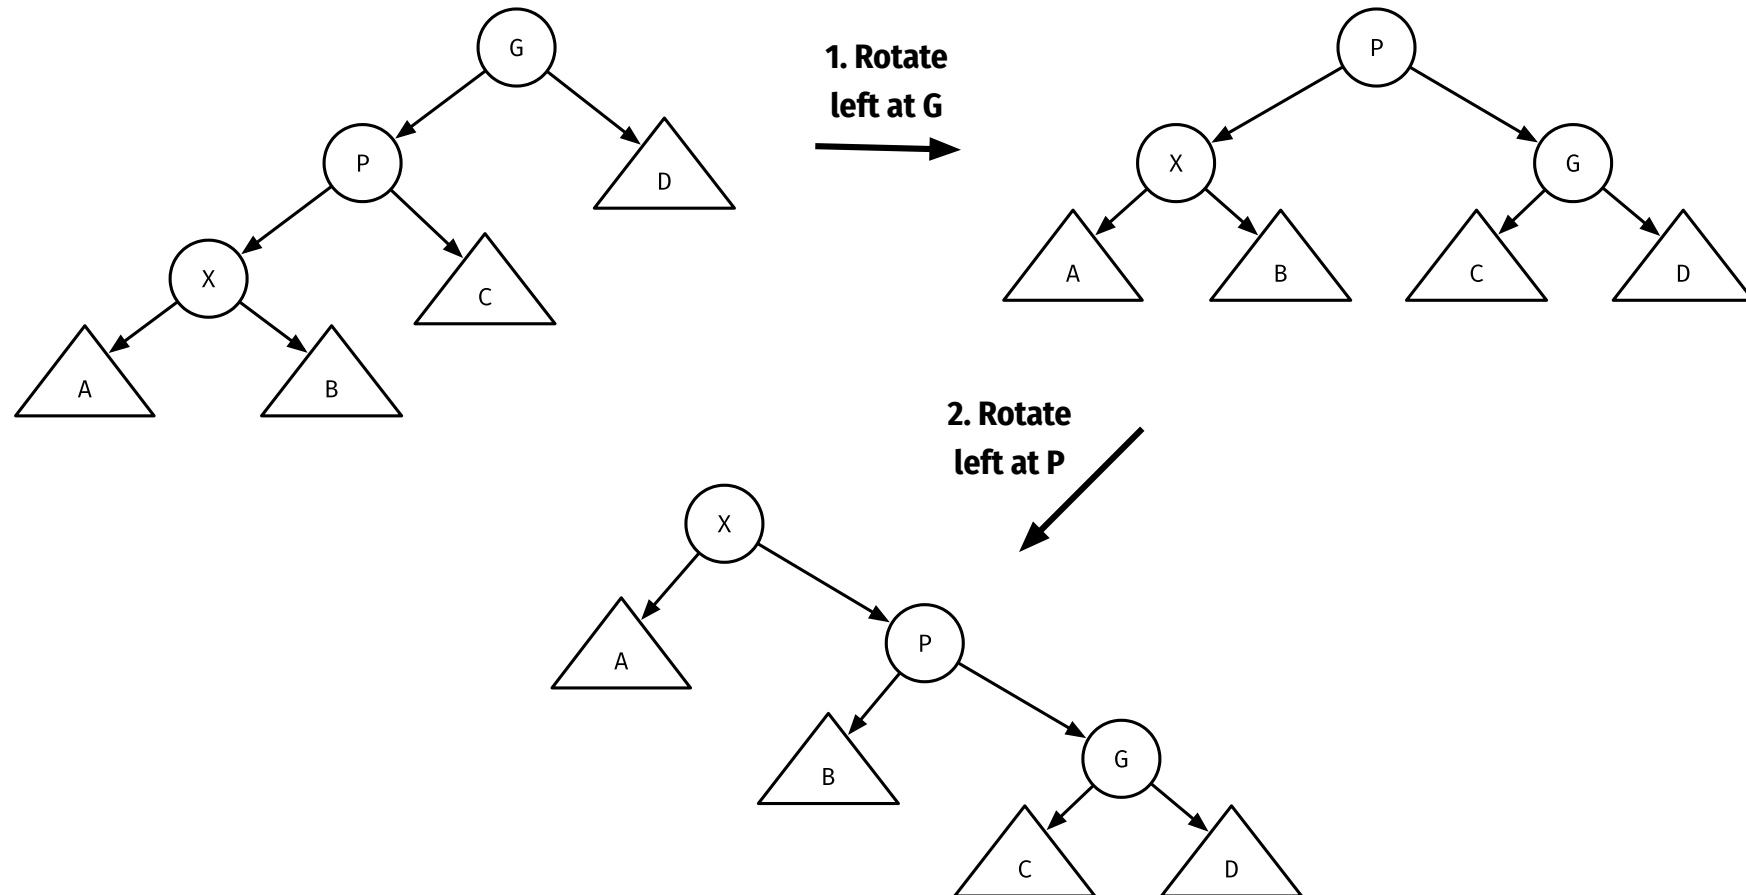 G
P
D
X
C
A
B
1. Rotate
left at G
P
X
G
A
B
C
D
2. Rotate
left at P
X
A
P
B
G
C
D